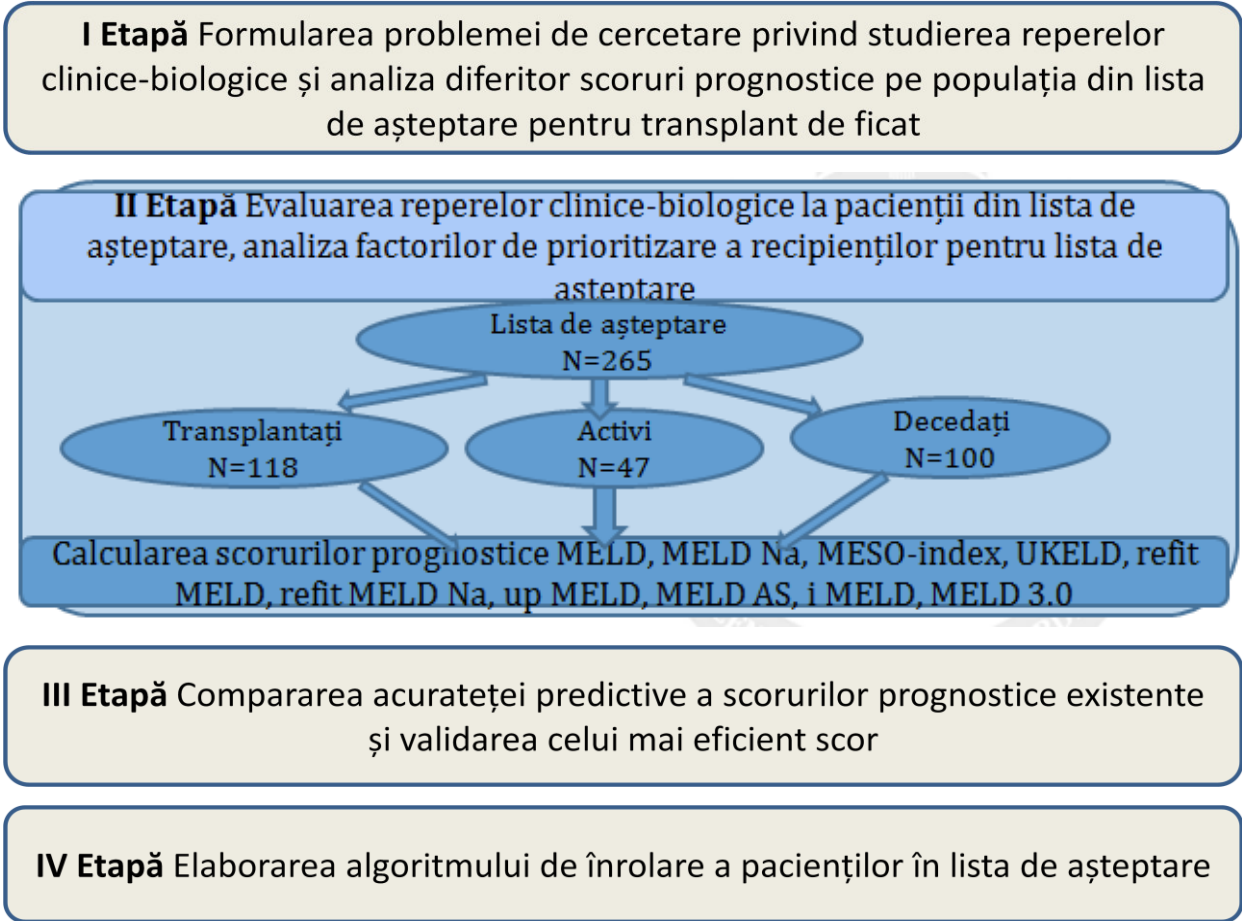 I Etapă Formularea problemei de cercetare privind studierea reperelor
clinice-biologice și analiza diferitor scoruri prognostice pe populația din lista
de așteptare pentru transplant de ficat
II Etapă Evaluarea reperelor clinice-biologice la pacienții din lista de
așteptare, analiza factorilor de prioritizare a recipienților pentru lista de
așteptare
Lista de așteptare
N=265
Transplantați
N=118
Activi
N=47
Decedați
N=100
Calcularea scorurilor prognostice MELD, MELD Na, MESO-index, UKELD, refit
MELD, refit MELD Na, up MELD, MELD AS, i MELD, MELD 3.0
III Etapă Compararea acurateței predictive a scorurilor prognostice existente
și validarea celui mai eficient scor
IV Etapă Elaborarea algoritmului de înrolare a pacienților în lista de așteptare